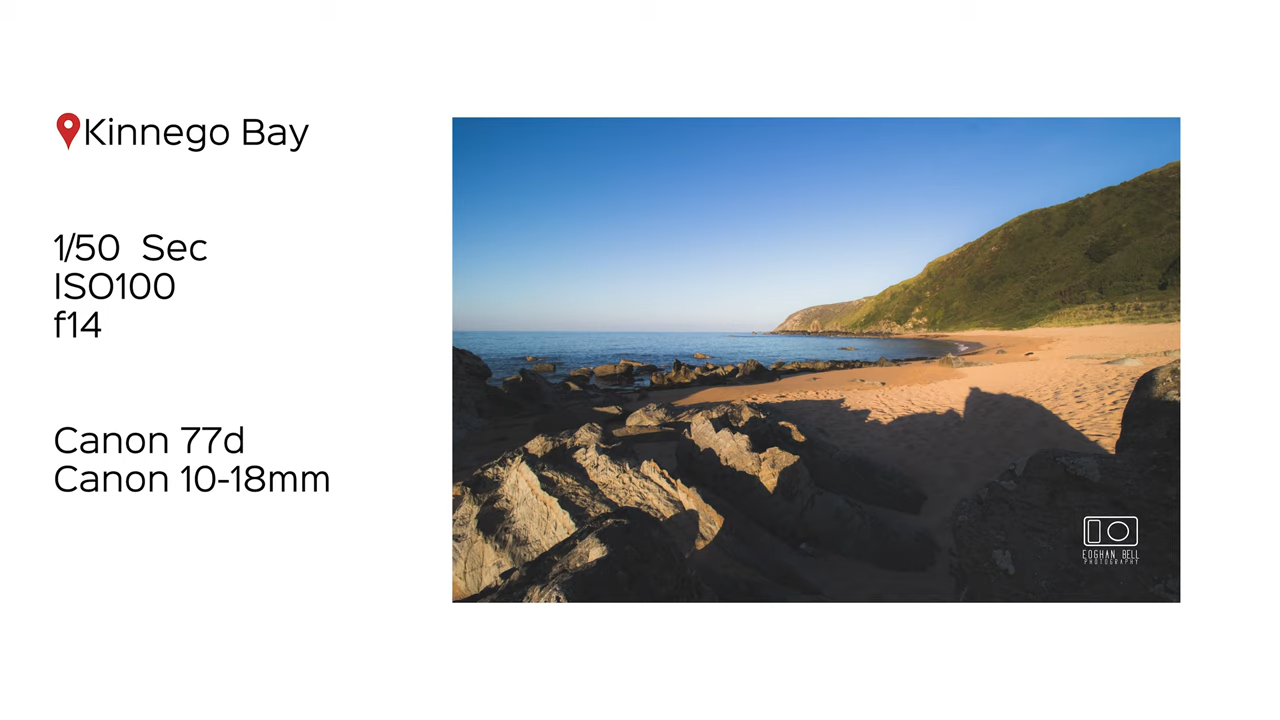 Kinnego Bay
1/50 Sec
ISO100
f14
Canon 77d
Canon 10-18mm
EOGHAN BELL
PHOTOGRAPHY